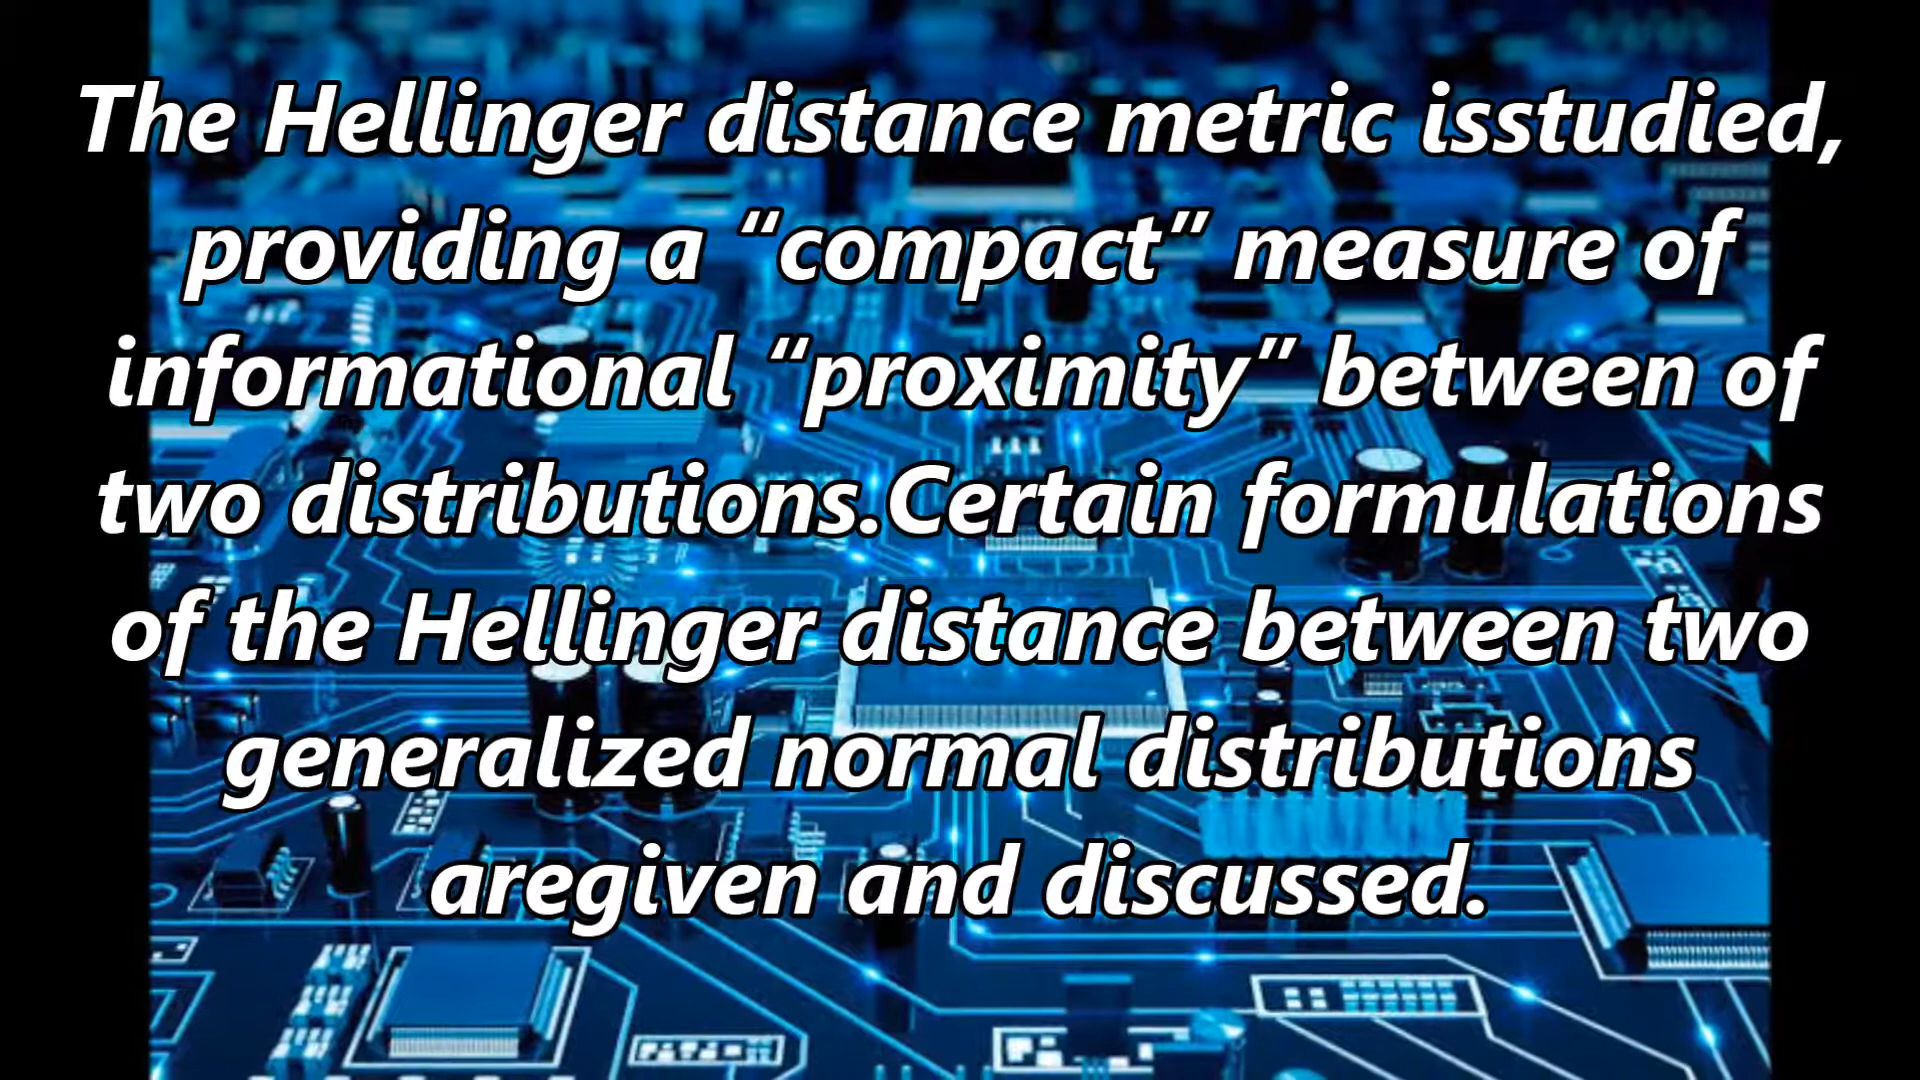 The Hellinger distance metric isstudied,
providing a “compact” measure of
informational “proximity” between of
two distributions.Certain formulations
of the Hellinger distance between two
generalized normal distributions
aregiven and discussed.